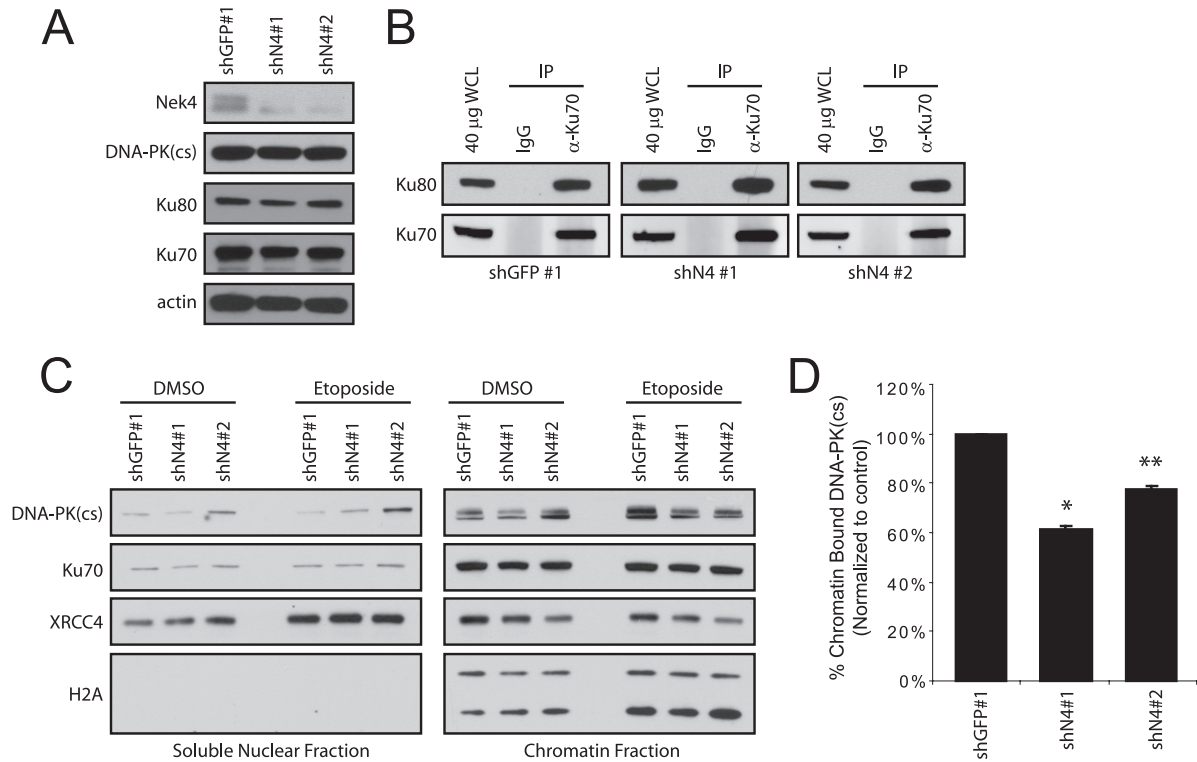 A
shGFP#1
shN4#1
shN4#2
Nek4
DNA-PK(cs)
Ku80
Ku70
actin
B
IP
IP
IP
40 µg WCL
IgG
α-Ku70
40 µg WCL
IgG
α-Ku70
40 µg WCL
IgG
α-Ku70
Ku80
Ku70
shGFP #1
shN4 #1
shN4 #2
C
DMSO
Etoposide
DMSO
Etoposide
shGFP#1
shN4#1
shN4#2
shGFP#1
shN4#1
shN4#2
shGFP#1
shN4#1
shN4#2
shGFP#1
shN4#1
shN4#2
DNA-PK(cs)
Ku70
XRCC4
H2A
Soluble Nuclear Fraction
Chromatin Fraction
D
% Chromatin Bound DNA-PK(cs)
(Normalized to control)
120%
100%
80%
60%
40%
20%
0%
*
**
shGFP#1
shN4#1
shN4#2